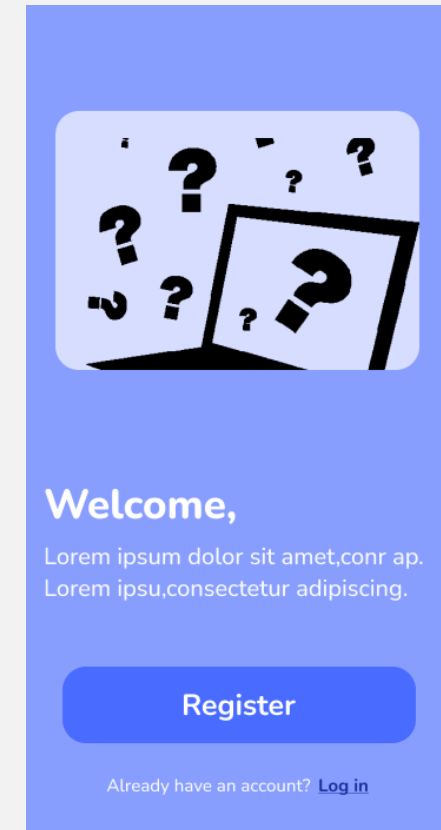 Welcome,
Lorem ipsum dolor sit amet,conr ap.
Lorem ipsu,consectetur adipiscing.
Register
Already have an account? Log in